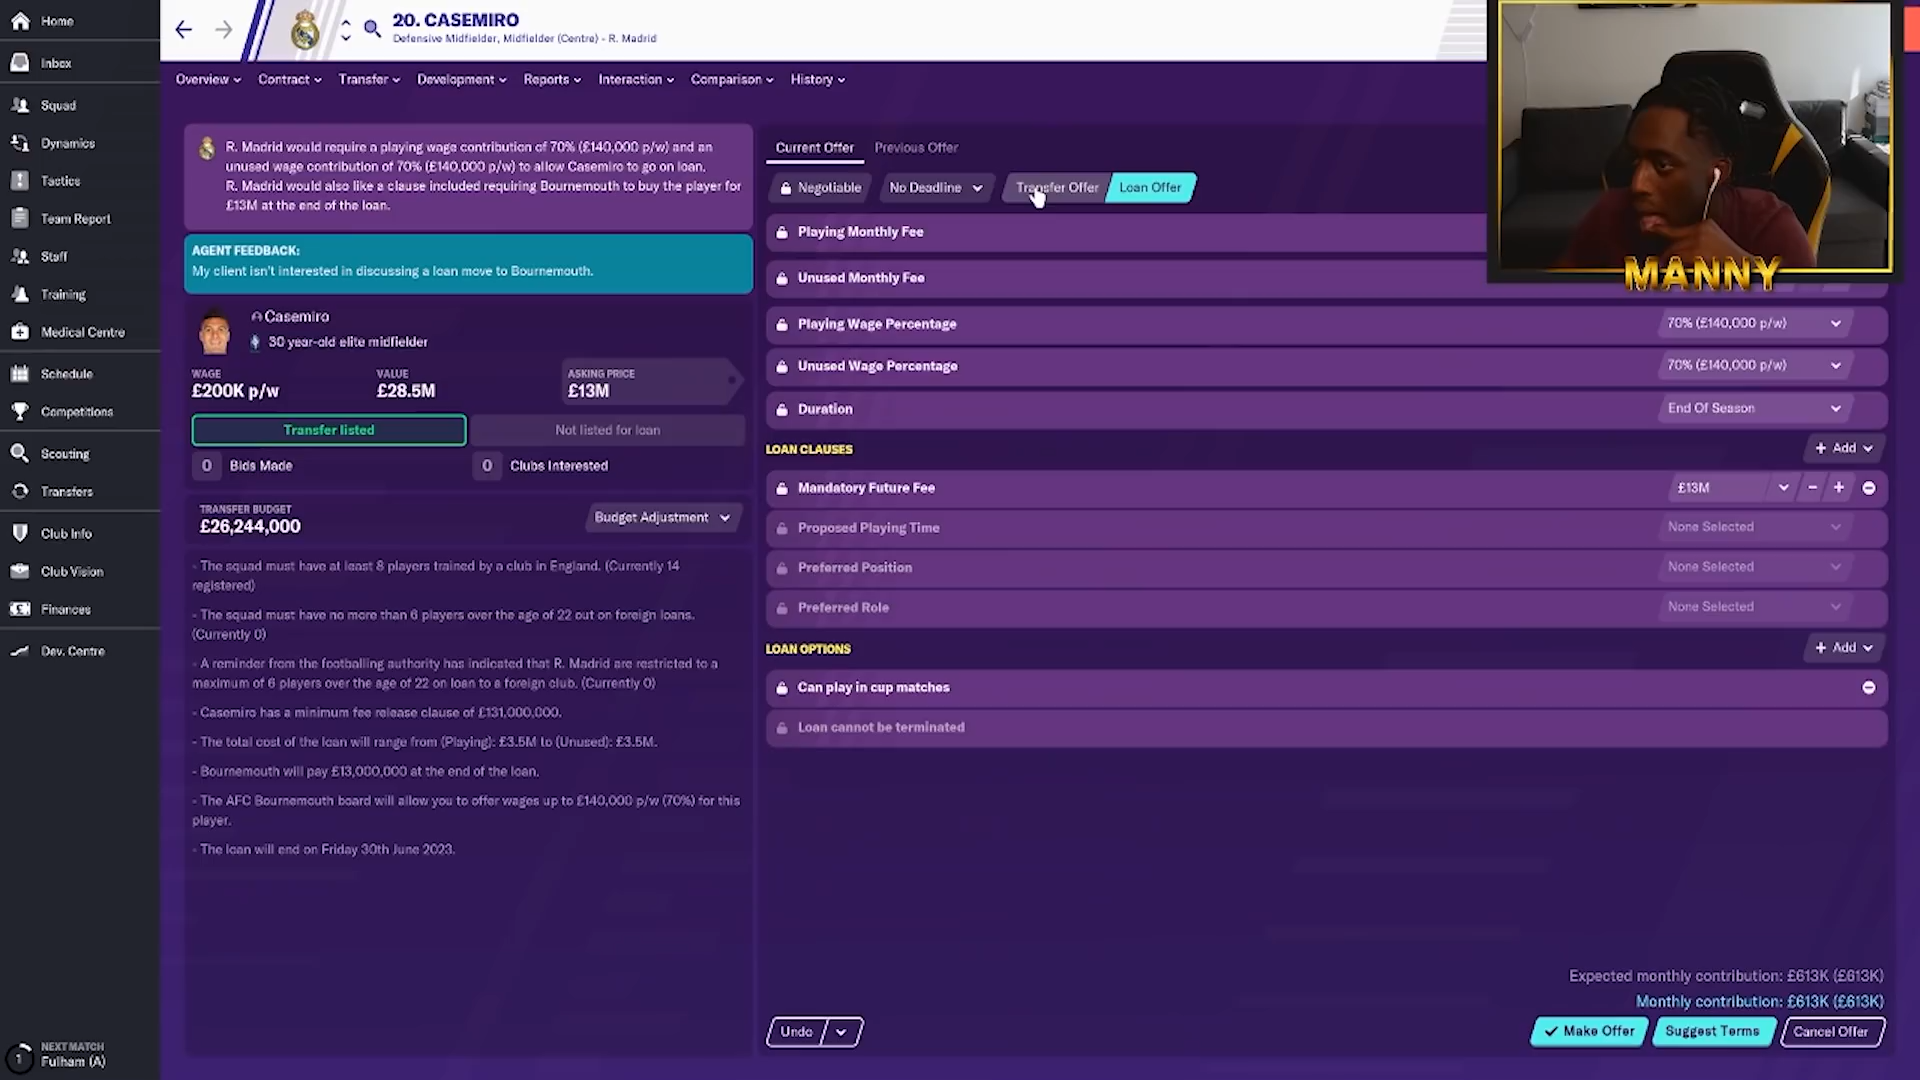 Home
Inbox
Squad
Dynamics
Tactics
Team Report
Staff
Training
Medical Centre
Schedule
Competitions
Scouting
Transfers
Club Info
Club Vision
Finances
Dev. Centre
1
NEXT MATCH
Fulham (A)
20. CASEMIRO
Defensive Midfielder, Midfielder (Centre) - R. Madrid
Overview
Contract
Transfer
Development
Reports
Interaction
Comparison
History
R. Madrid would require a playing wage contribution of 70% (£140,000 p/w) and an
unused wage contribution of 70% (£140,000 p/w) to allow Casemiro to go on loan.
R. Madrid would also like a clause included requiring Bournemouth to buy the player for
£13M at the end of the loan.
AGENT FEEDBACK:
My client isn't interested in discussing a loan move to Bournemouth.
Casemiro
30 year-old elite midfielder
WAGE
£200K p/w
VALUE
£28.5M
ASKING PRICE
£13M
Transfer listed
Not listed for loan
0 Bids Made
0 Clubs Interested
TRANSFER BUDGET
£26,244,000
Budget Adjustment
- The squad must have at least 8 players trained by a club in England. (Currently 14
registered)
- The squad must have no more than 6 players over the age of 22 out on foreign loans.
(Currently 0)
- A reminder from the footballing authority has indicated that R. Madrid are restricted to a
maximum of 6 players over the age of 22 on loan to a foreign club. (Currently 0)
- Casemiro has a minimum fee release clause of £131,000,000.
- The total cost of the loan will range from (Playing): £3.5M to (Unused): £3.5M.
- Bournemouth will pay £13,000,000 at the end of the loan.
- The AFC Bournemouth board will allow you to offer wages up to £140,000 p/w (70%) for this
player.
- The loan will end on Friday 30th June 2023.
Current Offer
Previous Offer
Negotiable
No Deadline
Transfer Offer
Loan Offer
Playing Monthly Fee
Unused Monthly Fee
Playing Wage Percentage
70% (£140,000 p/w)
Unused Wage Percentage
70% (£140,000 p/w)
Duration
End Of Season
LOAN CLAUSES
+ Add
Mandatory Future Fee
£13M
Proposed Playing Time
None Selected
Preferred Position
None Selected
Preferred Role
None Selected
LOAN OPTIONS
+ Add
Can play in cup matches
Loan cannot be terminated
Expected monthly contribution: £613K (£613K)
Monthly contribution: £613K (£613K)
Undo
Make Offer
Suggest Terms
Cancel Offer
MANNY